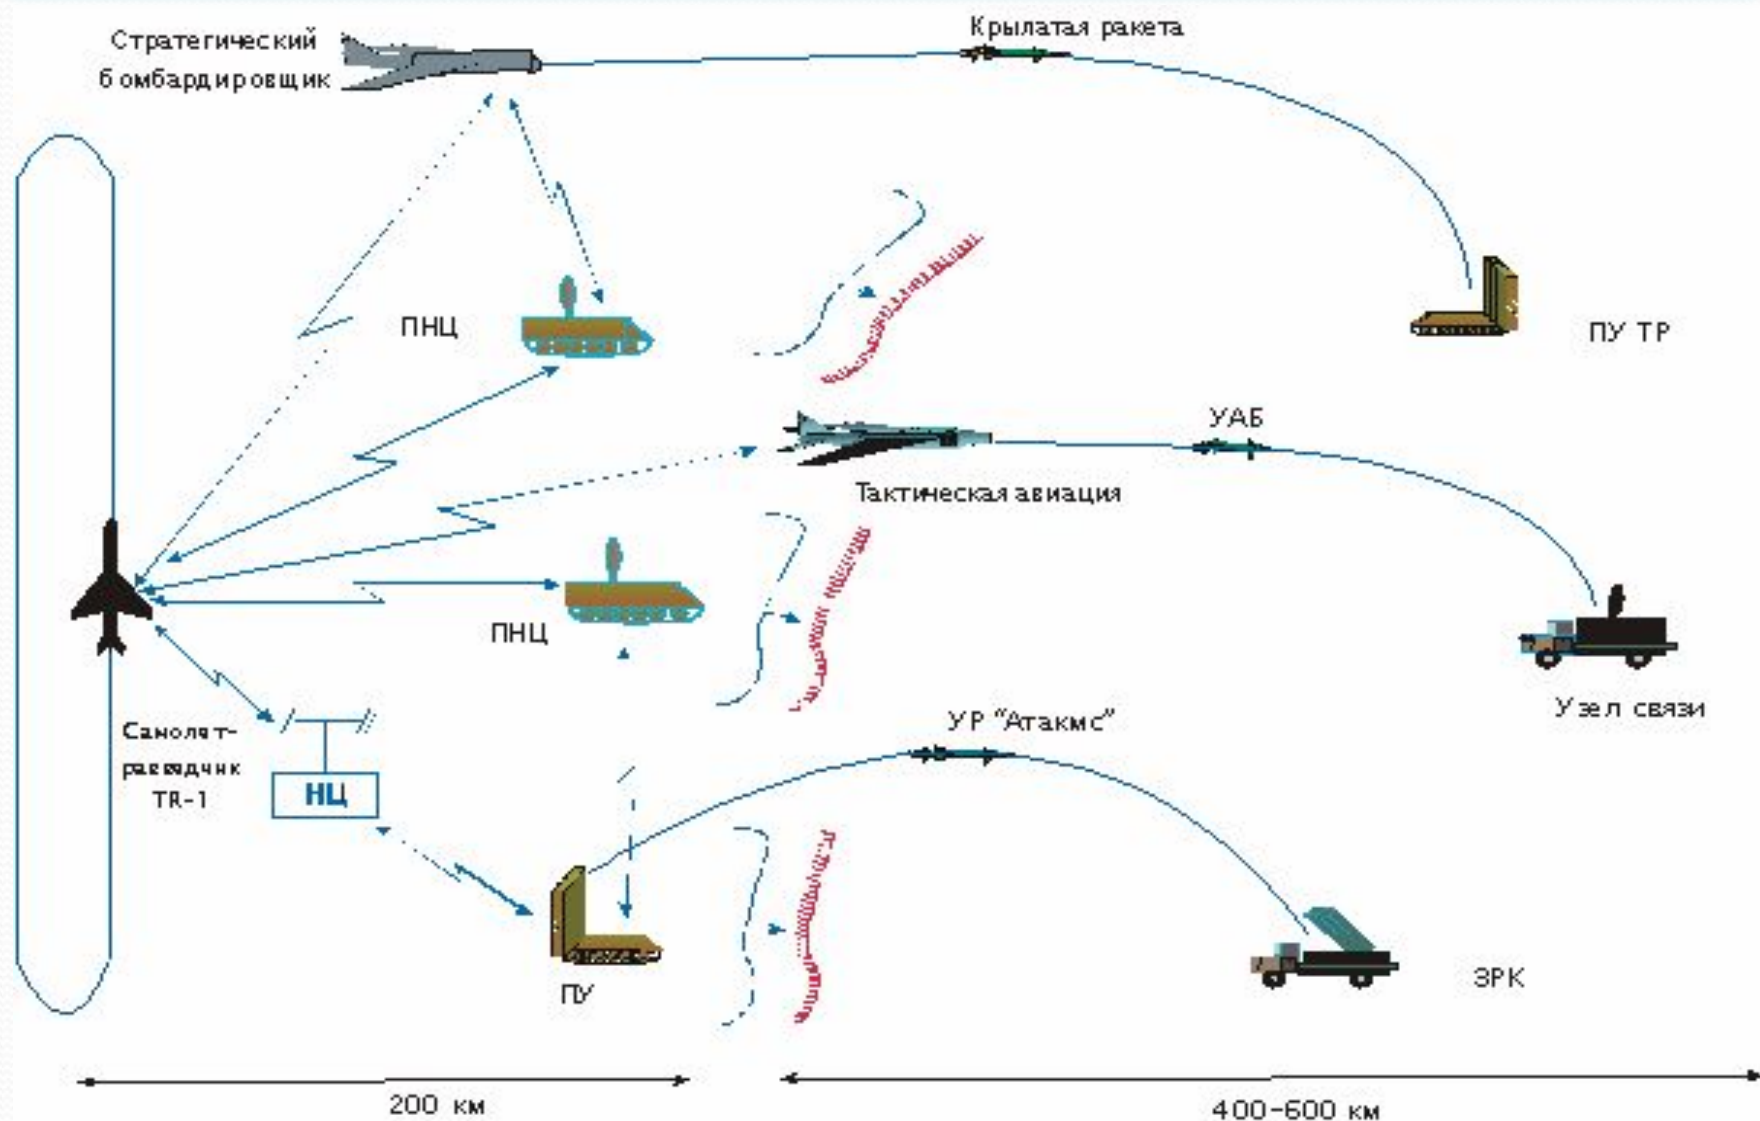 Стратегический
бомбардировщик
Крылатая ракета
ПНЦ
ПУ ТР
УАБ
Тактическая авиация
ПНЦ
Узел связи
Самолет-
разведчик
TR-1
НЦ
УР "Атакмс"
ПУ
ЗРК
200 км
400-600 км